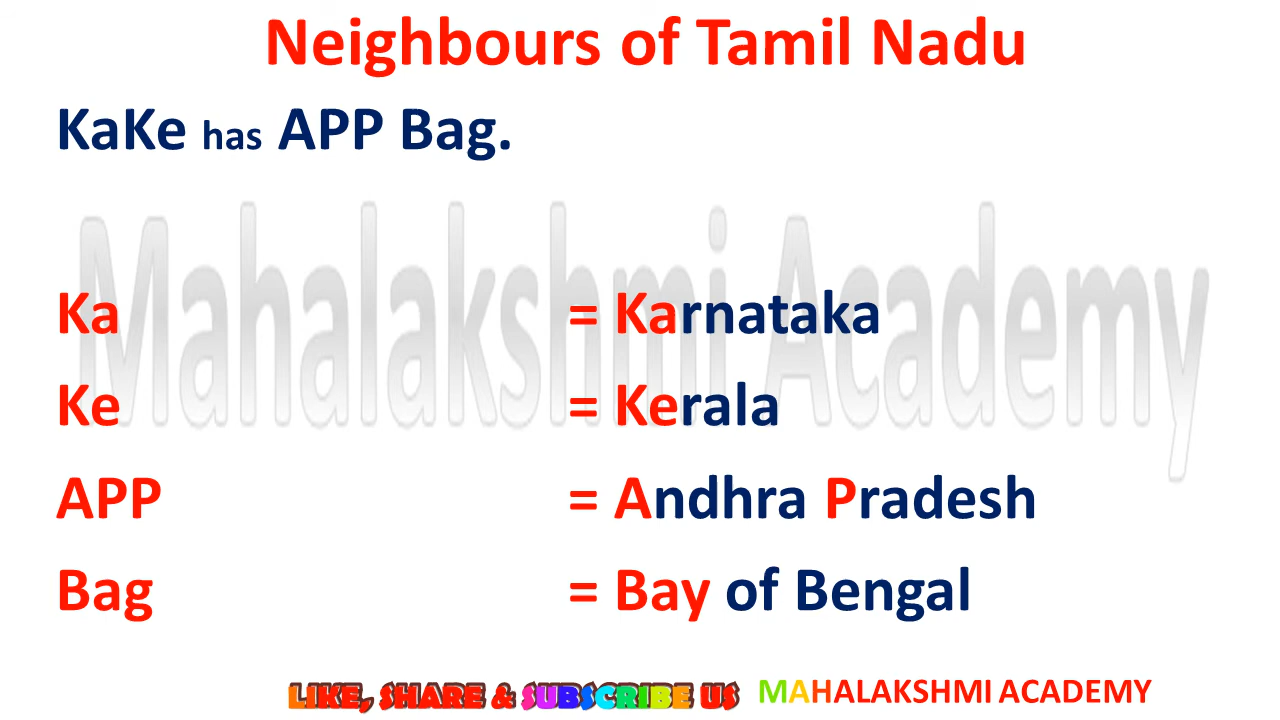 Neighbours of Tamil Nadu
KaKe has APP Bag.
Mahalakshmi Academy
Ka = Karnataka
Ke = Kerala
APP = Andhra Pradesh
Bag = Bay of Bengal
LIKE, SHARE & SUBSCRIBE US MAHALAKSHMI ACADEMY